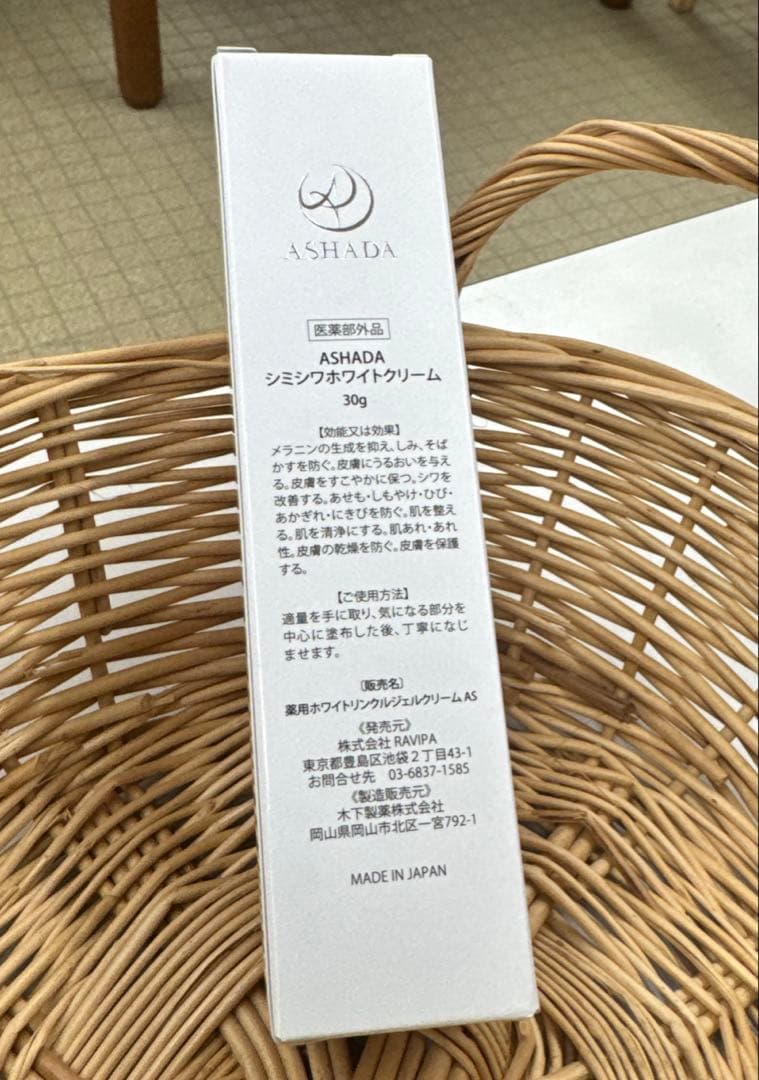 ASHADA
医薬部外品
ASHADA
シミシワホワイトクリーム
30g
【効能又は効果】
メラニンの生成を抑え、しみ、そば
かすを防ぐ。皮膚にうるおいを与え
る。皮膚をすこやかに保つ。シワを
改善する。あせも・しもやけ・ひび・
あかぎれ・にきびを防ぐ。肌を整え
る。肌を清浄にする。肌あれ・あれ
性。皮膚の乾燥を防ぐ。皮膚を保護
する。
【ご使用方法】
適量を手に取り、気になる部分を
中心に塗布した後、丁寧になじ
ませます。
〔販売名〕
薬用ホワイトリンクルジェルクリーム AS
《発売元》
株式会社 RAVIPA
東京都豊島区池袋２丁目43-1
お問合せ先　03-6837-1585
《製造販売元》
木下製薬株式会社
岡山県岡山市北区一宮792-1
MADE IN JAPAN